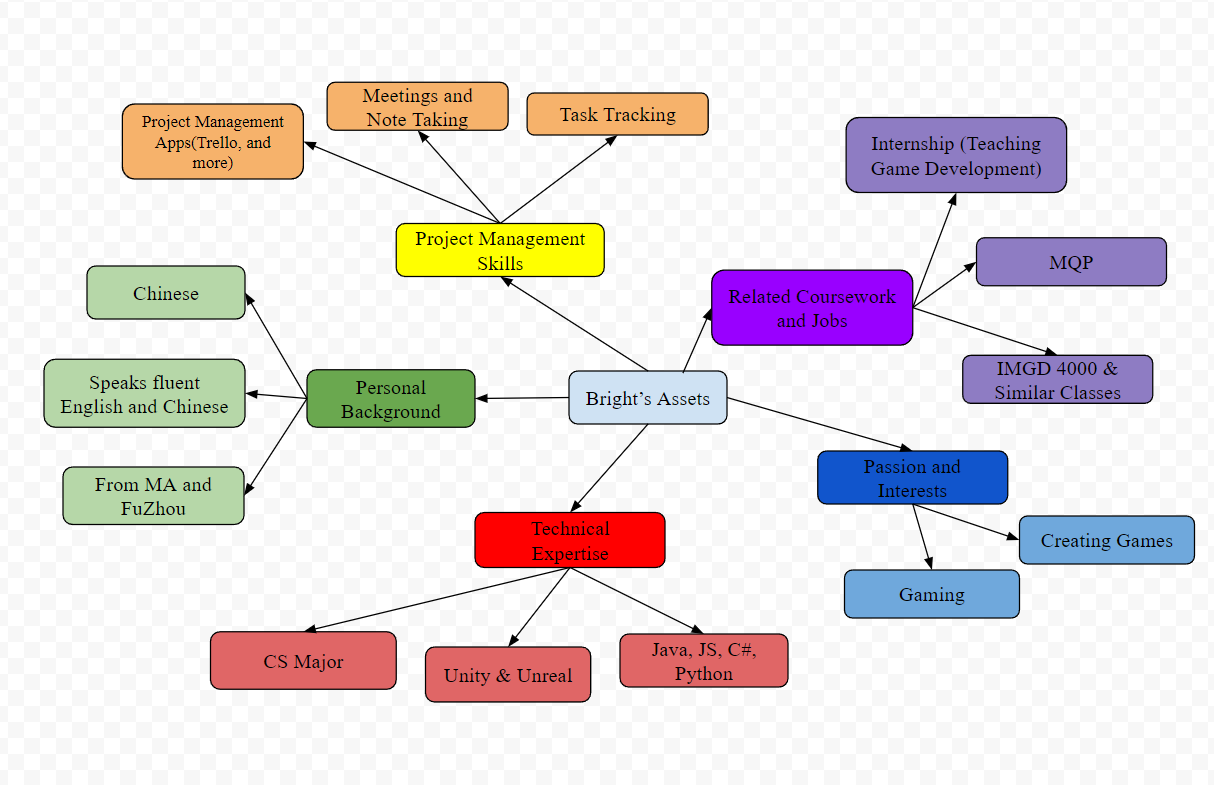 Meetings and
Note Taking
Task Tracking
Project Management
Apps(Trello, and
more)
Internship (Teaching
Game Development)
Project Management
Skills
MQP
Chinese
Related Coursework
and Jobs
IMGD 4000 &
Similar Classes
Speaks fluent
English and Chinese
Personal
Background
Bright's Assets
From MA and
FuZhou
Passion and
Interests
Technical
Expertise
Creating Games
Gaming
CS Major
Unity & Unreal
Java, JS, C#,
Python